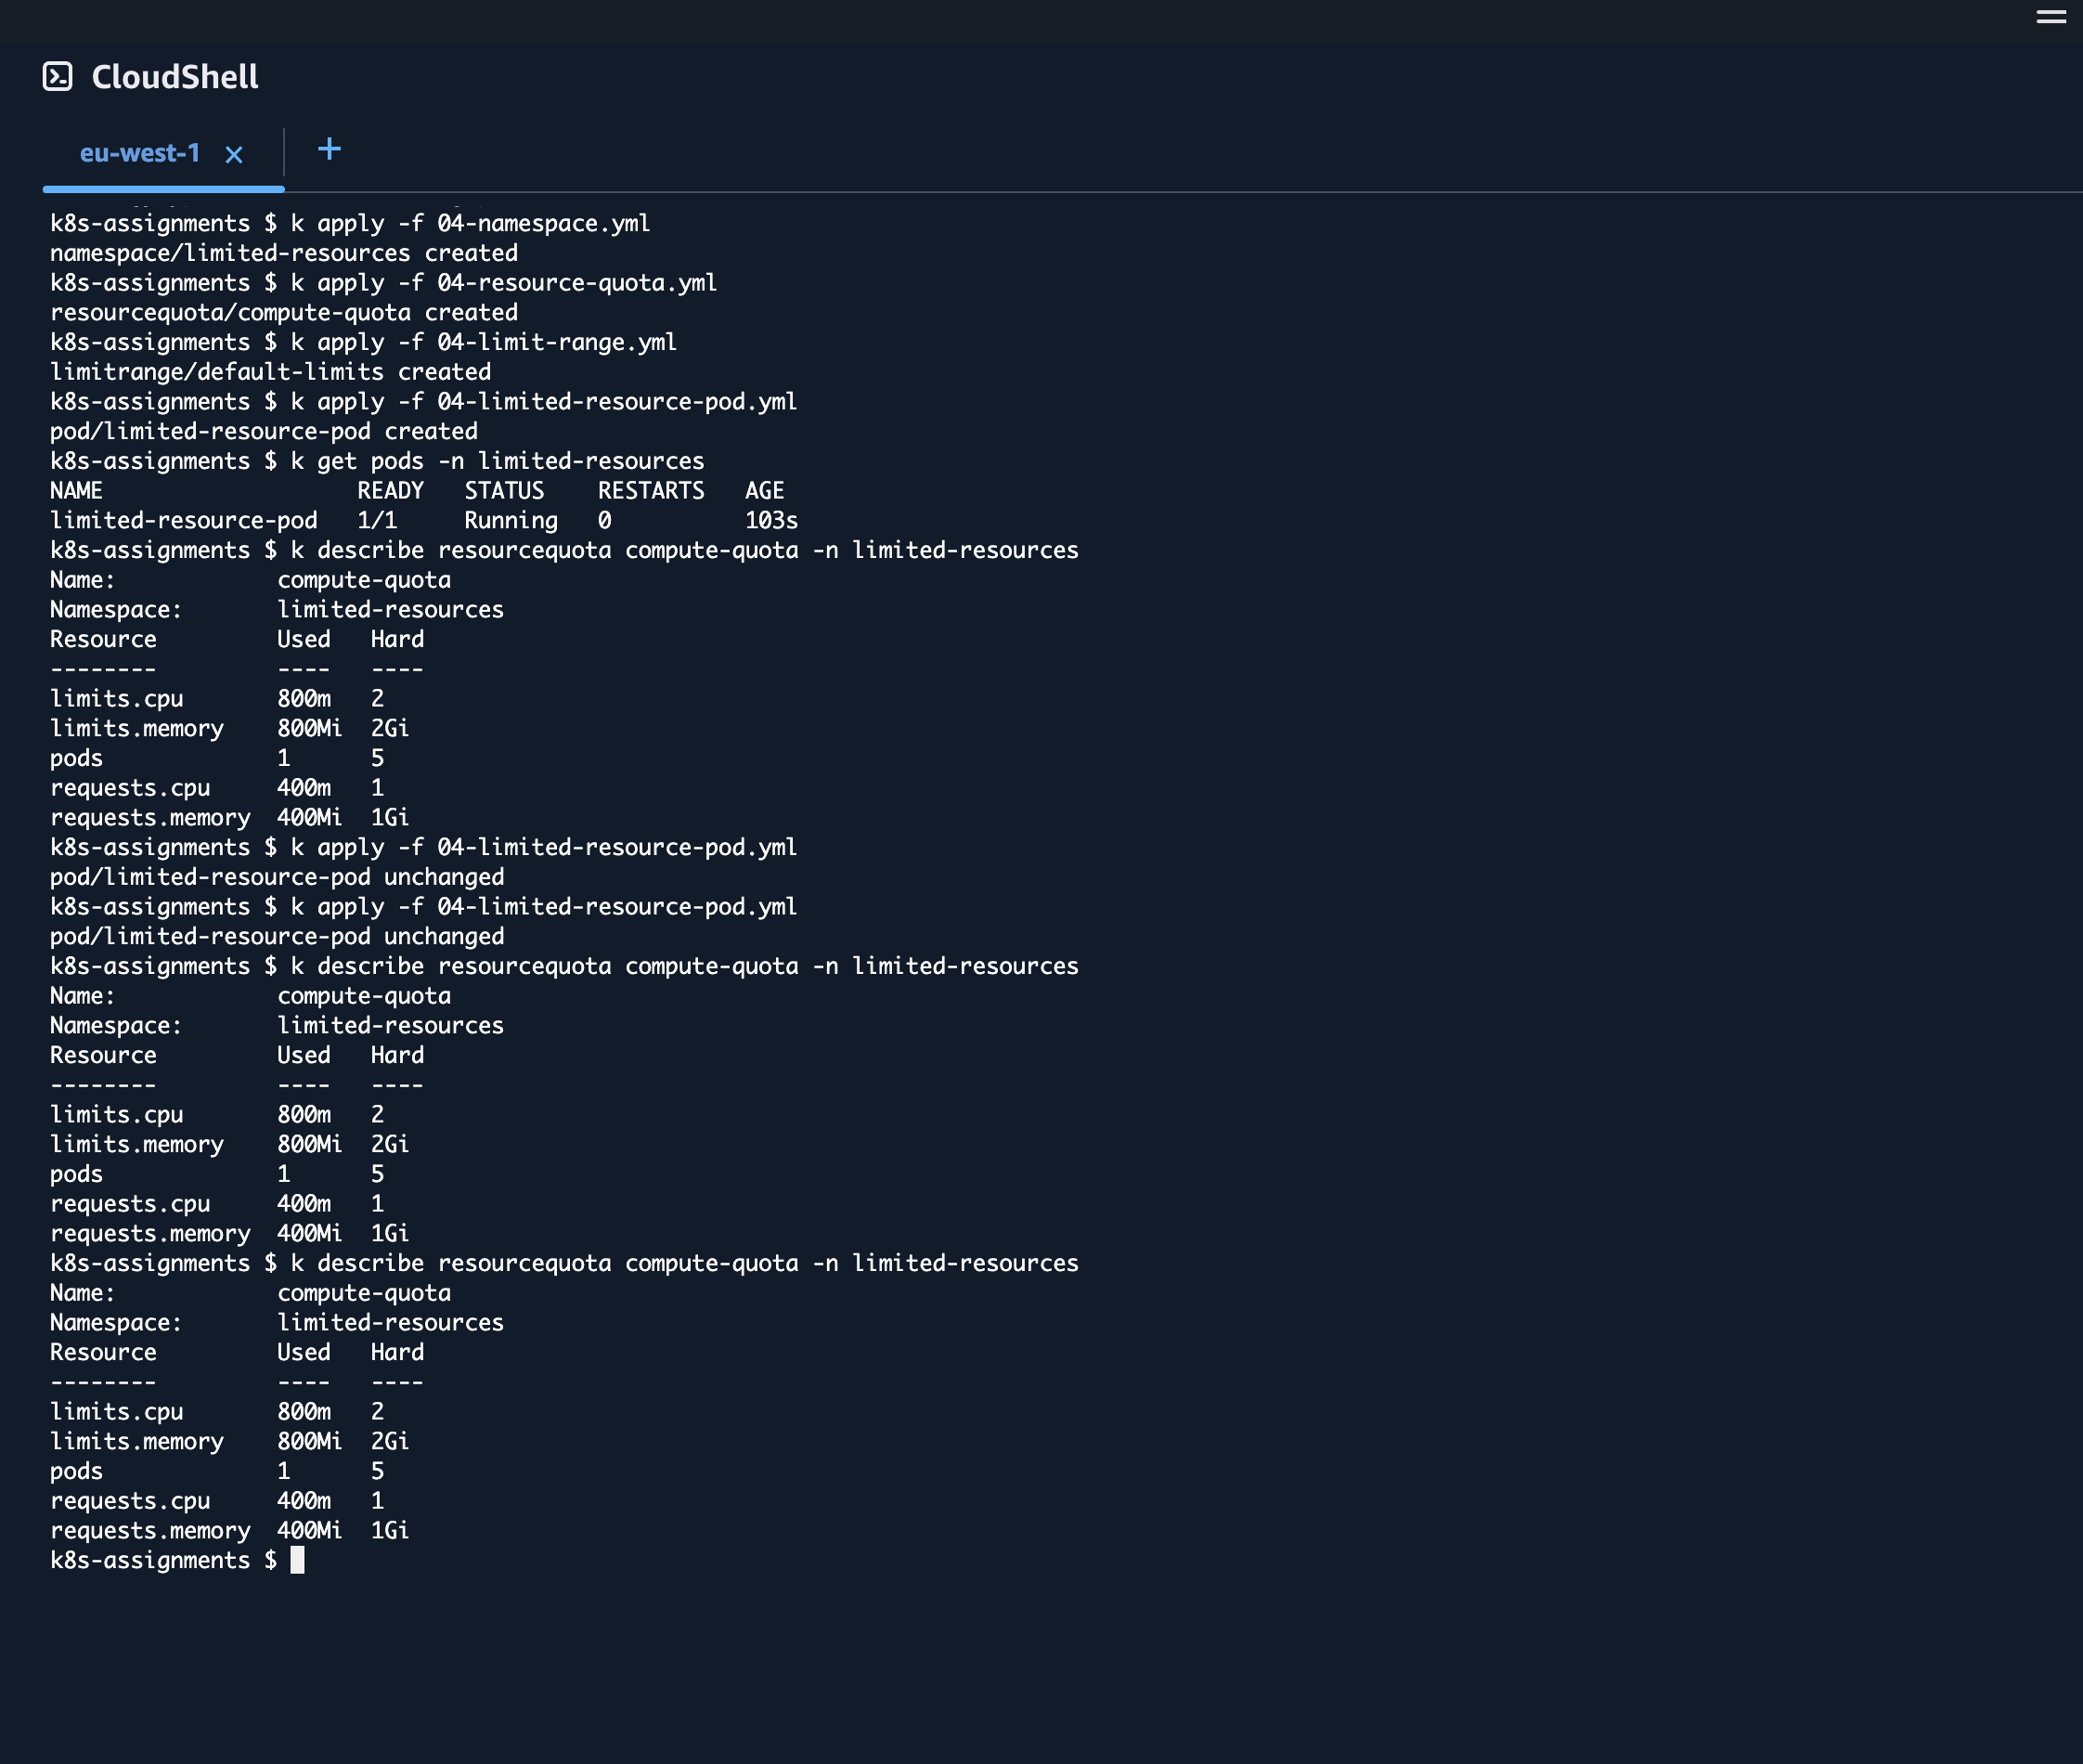 CloudShell
eu-west-1
k8s-assignments $ k apply -f 04-namespace.yml
namespace/limited-resources created
k8s-assignments $ k apply -f 04-resource-quota.yml
resourcequota/compute-quota created
k8s-assignments $ k apply -f 04-limit-range.yml
limitrange/default-limits created
k8s-assignments $ k apply -f 04-limited-resource-pod.yml
pod/limited-resource-pod created
k8s-assignments $ k get pods -n limited-resources
NAME                   READY   STATUS    RESTARTS   AGE
limited-resource-pod   1/1     Running   0          103s
k8s-assignments $ k describe resourcequota compute-quota -n limited-resources
Name:            compute-quota
Namespace:       limited-resources
Resource         Used   Hard
--------         ----   ----
limits.cpu       800m   2
limits.memory    800Mi  2Gi
pods             1      5
requests.cpu     400m   1
requests.memory  400Mi  1Gi
k8s-assignments $ k apply -f 04-limited-resource-pod.yml
pod/limited-resource-pod unchanged
k8s-assignments $ k apply -f 04-limited-resource-pod.yml
pod/limited-resource-pod unchanged
k8s-assignments $ k describe resourcequota compute-quota -n limited-resources
Name:            compute-quota
Namespace:       limited-resources
Resource         Used   Hard
--------         ----   ----
limits.cpu       800m   2
limits.memory    800Mi  2Gi
pods             1      5
requests.cpu     400m   1
requests.memory  400Mi  1Gi
k8s-assignments $ k describe resourcequota compute-quota -n limited-resources
Name:            compute-quota
Namespace:       limited-resources
Resource         Used   Hard
--------         ----   ----
limits.cpu       800m   2
limits.memory    800Mi  2Gi
pods             1      5
requests.cpu     400m   1
requests.memory  400Mi  1Gi
k8s-assignments $